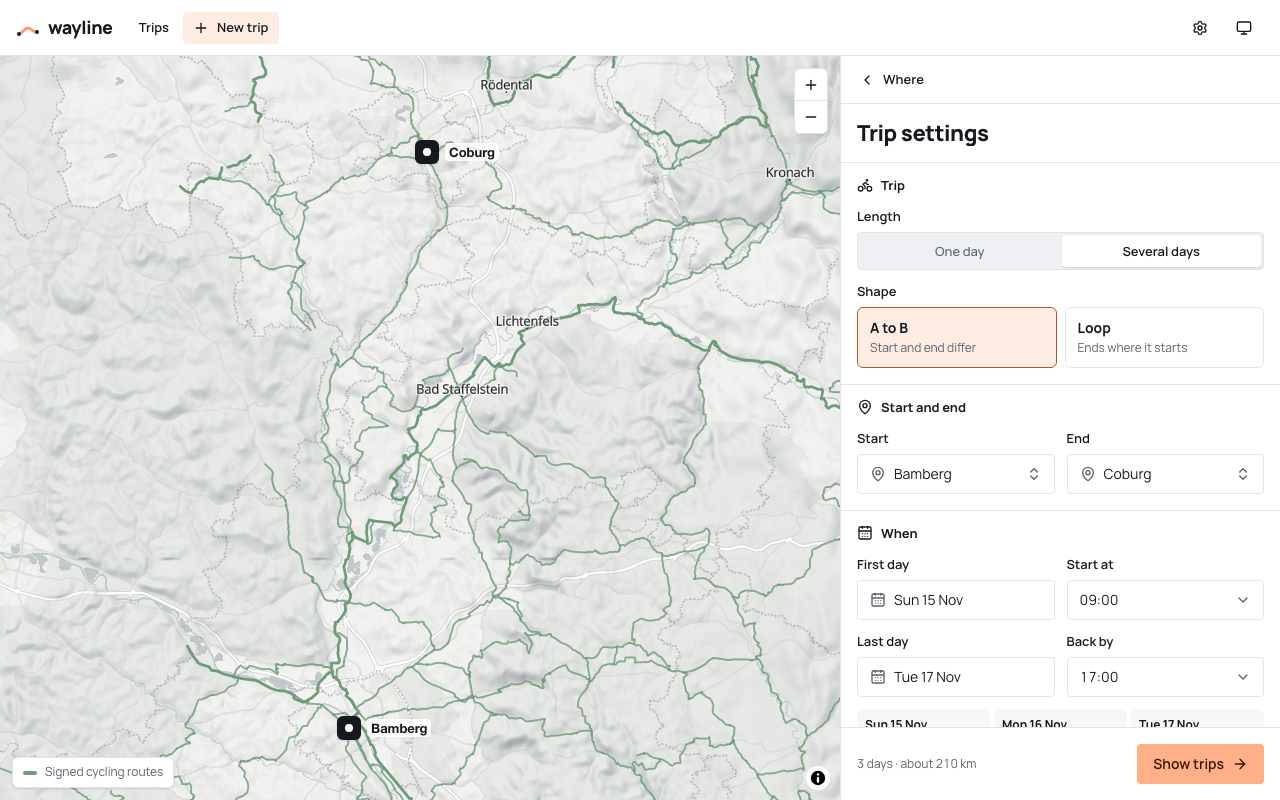 wayline
Trips
New trip
Rödental
Coburg
Kronach
Lichtenfels
Bad Staffelstein
Bamberg
Signed cycling routes
Where
Trip settings
Trip
Length
One day
Several days
Shape
A to B
Start and end differ
Loop
Ends where it starts
Start and end
Start
End
Bamberg
Coburg
When
First day
Start at
Sun 15 Nov
09:00
Last day
Back by
Tue 17 Nov
17:00
Sun 15 Nov
Mon 16 Nov
Tue 17 Nov
3 days · about 210 km
Show trips